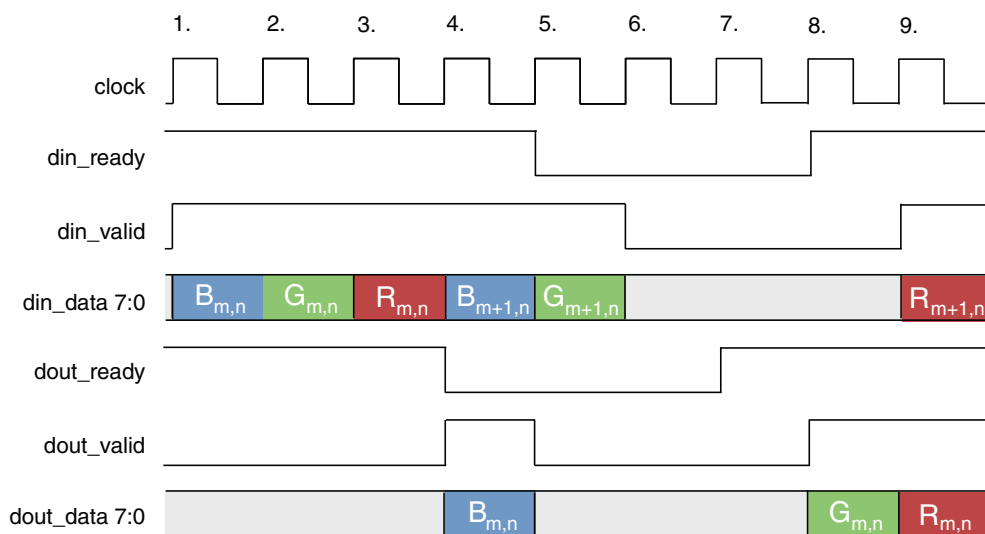 1. 2. 3. 4. 5. 6. 7. 8. 9.
clock
din_ready
din_valid
din_data 7:0 Bm,n Gm,n Rm,n Bm+1,n Gm+1,n Rm+1,n
dout_ready
dout_valid
dout_data 7:0 Bm,n Gm,n Rm,n